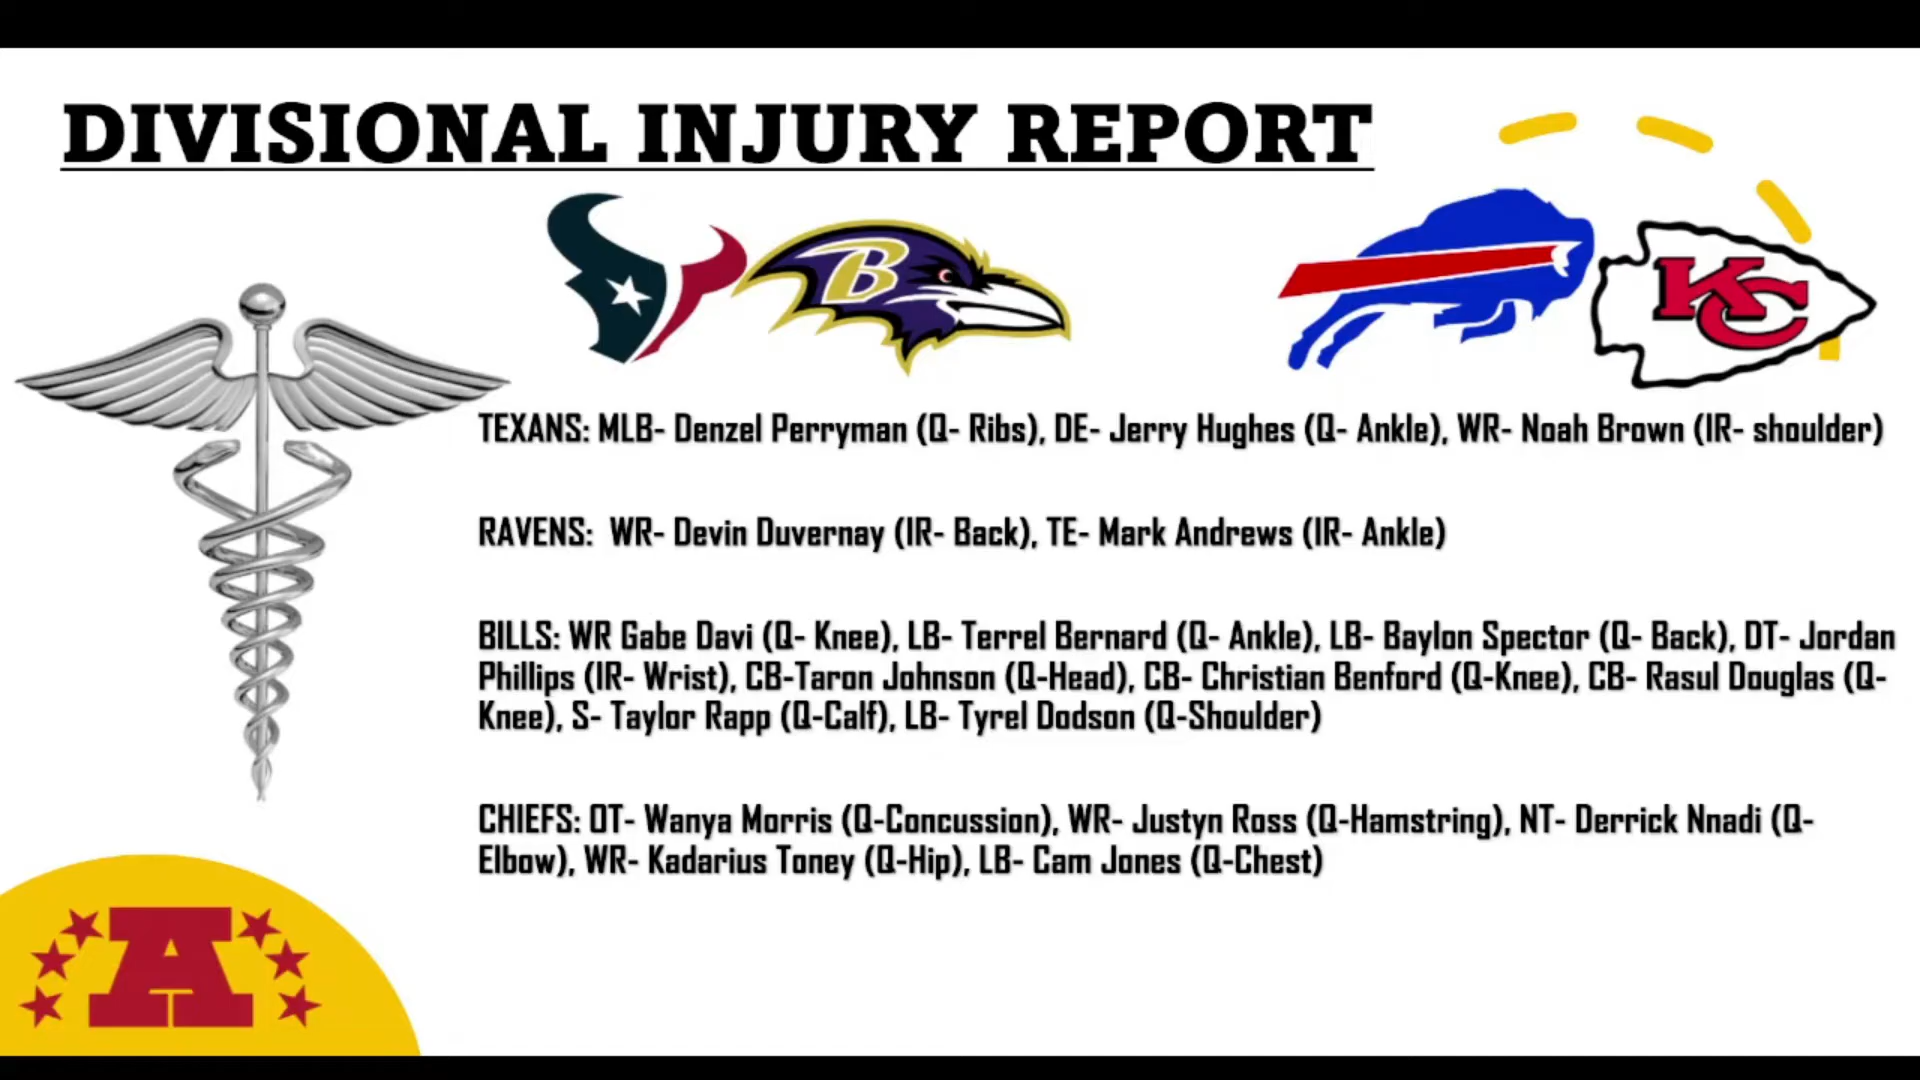 DIVISIONAL INJURY REPORT
B
KC
TEXANS: MLB- Denzel Perryman (Q- Ribs), DE- Jerry Hughes (Q- Ankle), WR- Noah Brown (IR- shoulder)
RAVENS: WR- Devin Duvernay (IR- Back), TE- Mark Andrews (IR- Ankle)
BILLS: WR Gabe Davi (Q- Knee), LB- Terrel Bernard (Q- Ankle), LB- Baylon Spector (Q- Back), DT- Jordan
Phillips (IR- Wrist), CB-Taron Johnson (Q-Head), CB- Christian Benford (Q-Knee), CB- Rasul Douglas (Q-
Knee), S- Taylor Rapp (Q-Calf), LB- Tyrel Dodson (Q-Shoulder)
CHIEFS: OT- Wanya Morris (Q-Concussion), WR- Justyn Ross (Q-Hamstring), NT- Derrick Nnadi (Q-
Elbow), WR- Kadarius Toney (Q-Hip), LB- Cam Jones (Q-Chest)
A